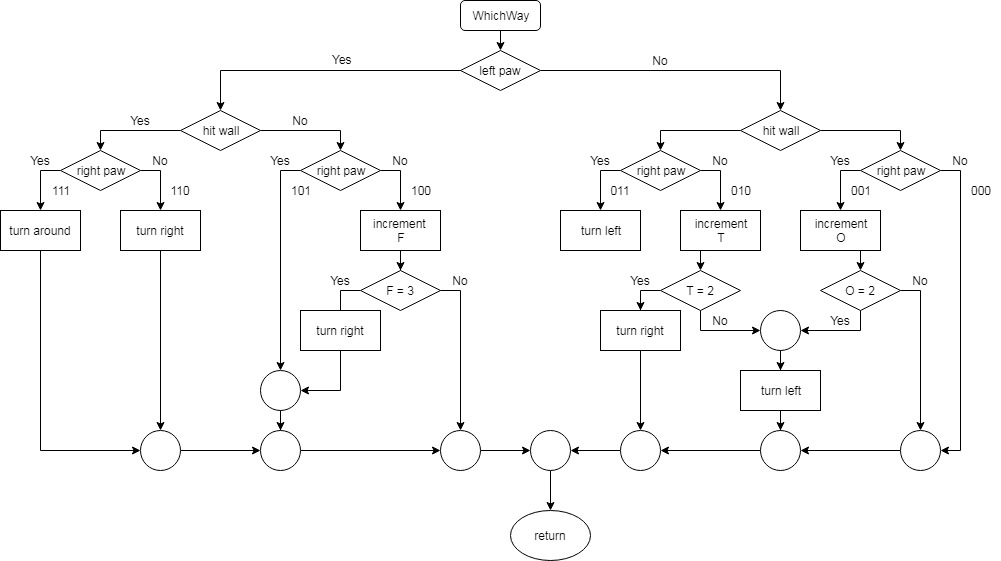 WhichWay
left paw
Yes
No
hit wall
Yes
No
hit wall
right paw
Yes
No
right paw
Yes
No
right paw
Yes
No
right paw
Yes
No
111
110
101
100
011
010
001
000
turn around
turn right
increment
F
turn left
increment
T
increment
O
F = 3
Yes
No
T = 2
Yes
No
O = 2
No
Yes
turn right
turn right
turn left
return